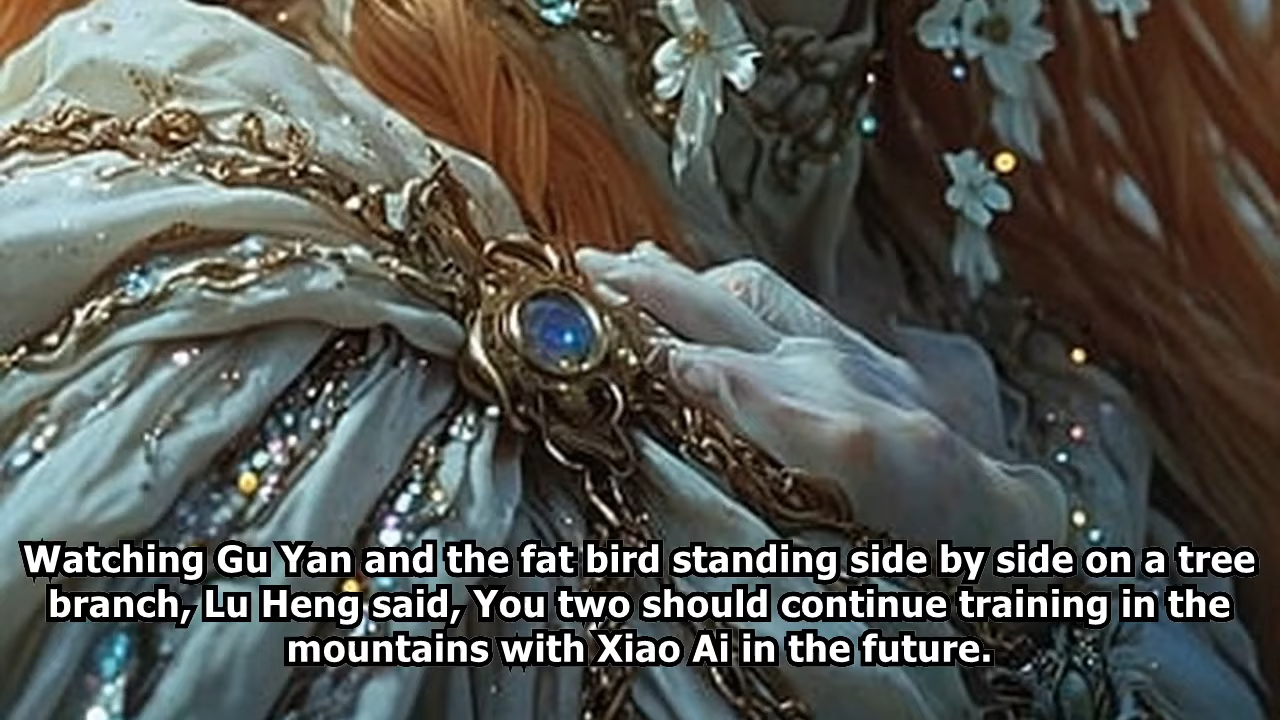 Watching Gu Yan and the fat bird standing side by side on a tree
branch, Lu Heng said, You two should continue training in the
mountains with Xiao Ai in the future.